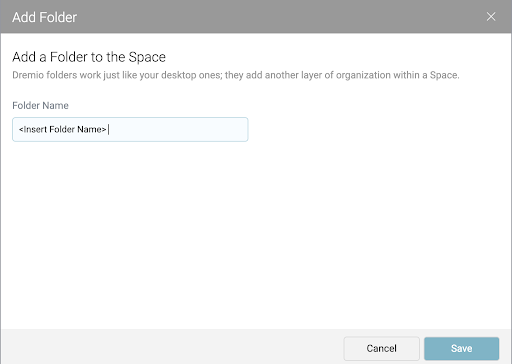 Add Folder
Add a Folder to the Space
Dremio folders work just like your desktop ones; they add another layer of organization within a Space.
Folder Name
<Insert Folder Name>
Cancel
Save